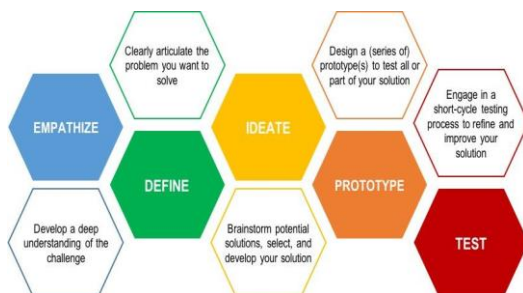 EMPATHIZE
Develop a deep
understanding of the
challenge
Clearly articulate the
problem you want to
solve
DEFINE
IDEATE
Brainstorm potential
solutions, select, and
develop your solution
Design a (series of)
prototype(s) to test all or
part of your solution
PROTOTYPE
Engage in a
short-cycle testing
process to refine and
improve your
solution
TEST